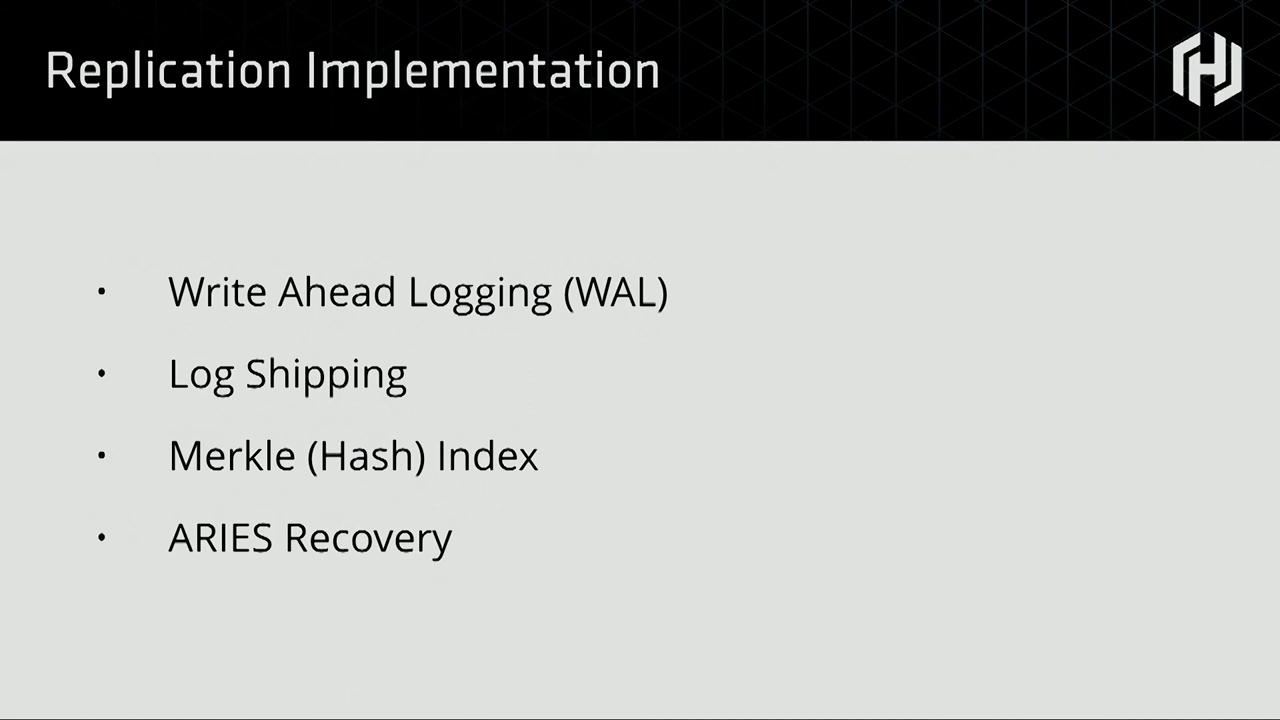 Replication Implementation
• Write Ahead Logging (WAL)
• Log Shipping
• Merkle (Hash) Index
• ARIES Recovery